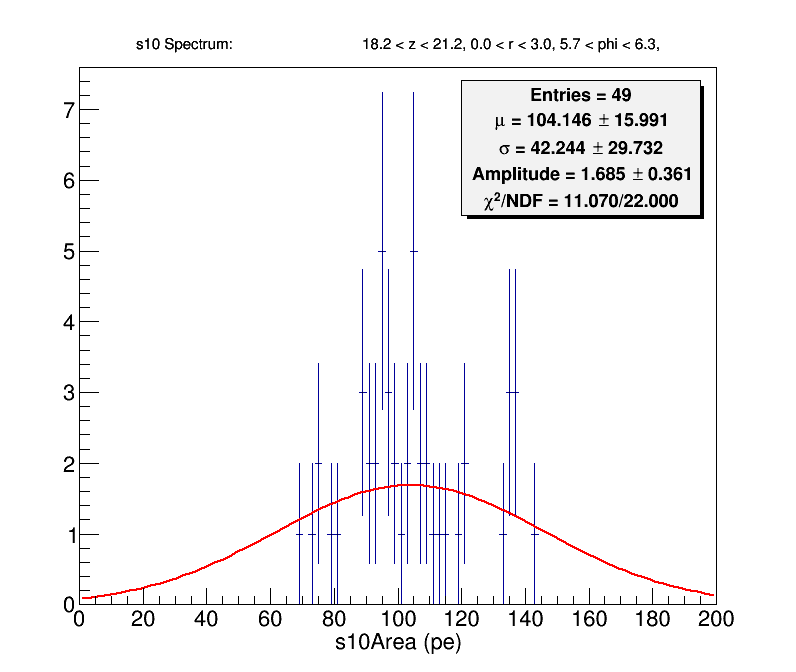 s10 Spectrum: 18.2 < z < 21.2, 0.0 < r < 3.0, 5.7 < phi < 6.3,
Entries = 49
μ = 104.146 ± 15.991
σ = 42.244 ± 29.732
Amplitude = 1.685 ± 0.361
χ²/NDF = 11.070/22.000
7
6
5
4
3
2
1
0
0 20 40 60 80 100 120 140 160 180 200
s10Area (pe)